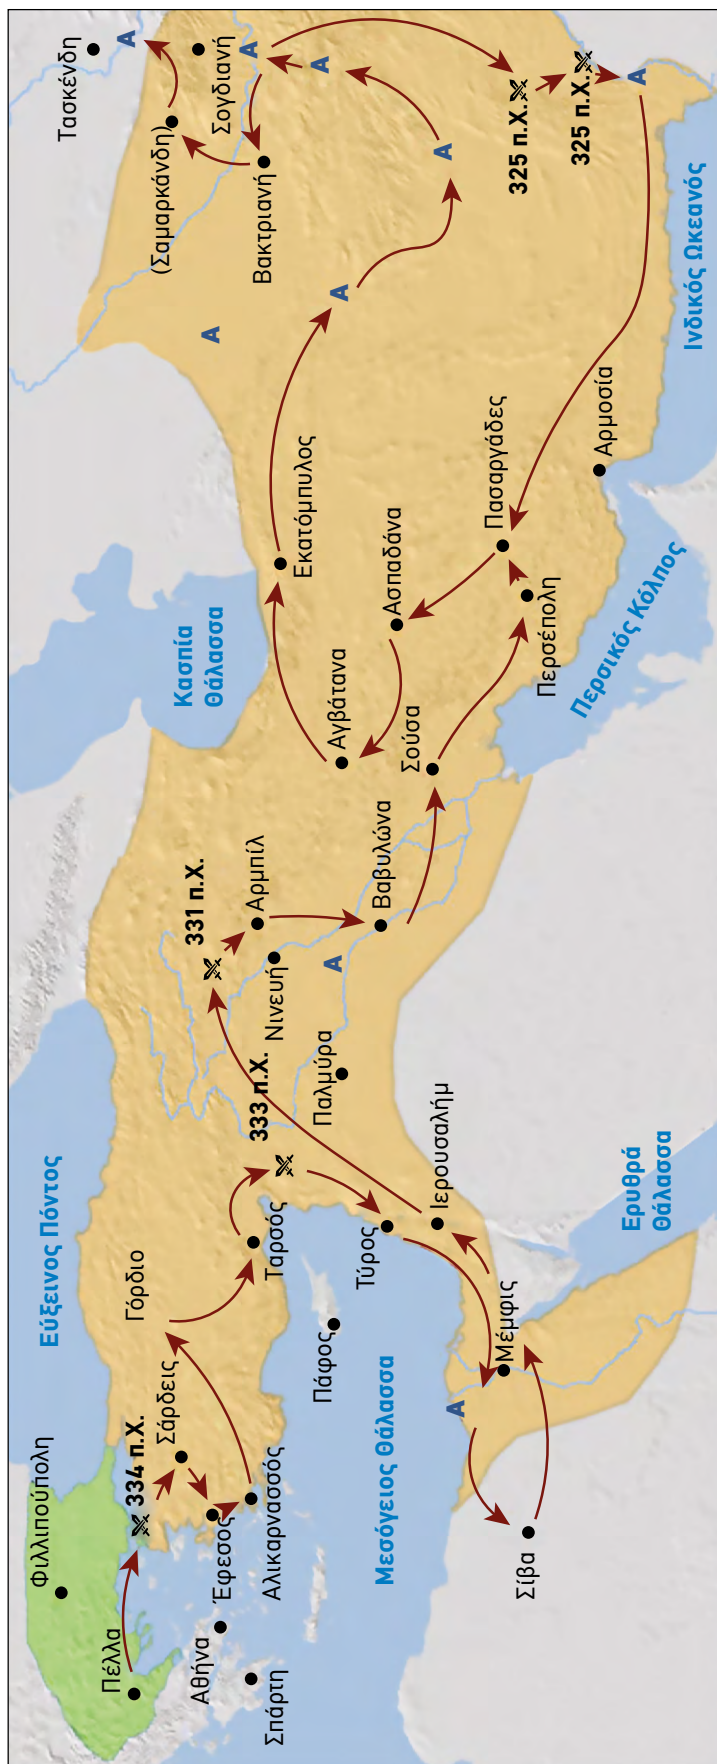 Φιλιππούπολη
Πέλλα
334 π.Χ.
Εύξεινος Πόντος
Σάρδεις
Γόρδιο
Έφεσος
Αθήνα
Σπάρτη
Αλικαρνασσός
Ταρσός
333 π.Χ.
331 π.Χ.
Αρμπίλ
Νινευή
Α
Παλμύρα
Βαβυλώνα
Πάφος
Τύρος
Ιερουσαλήμ
Μεσόγειος Θάλασσα
Α
Μέμφις
Σίβα
Ερυθρά
Θάλασσα
Κασπία
Θάλασσα
Αγβάτανα
Σούσα
Ασπαδάνα
Εκατόμπυλος
Πασαργάδες
Περσέπολη
Περσικός Κόλπος
Αρμοσία
Α
Α
Α
Α
Α
Α
Τασκένδη
(Σαμαρκάνδη)
Σογδιανή
Βακτριανή
325 π.Χ.
325 π.Χ.
Α
Ινδικός Ωκεανός